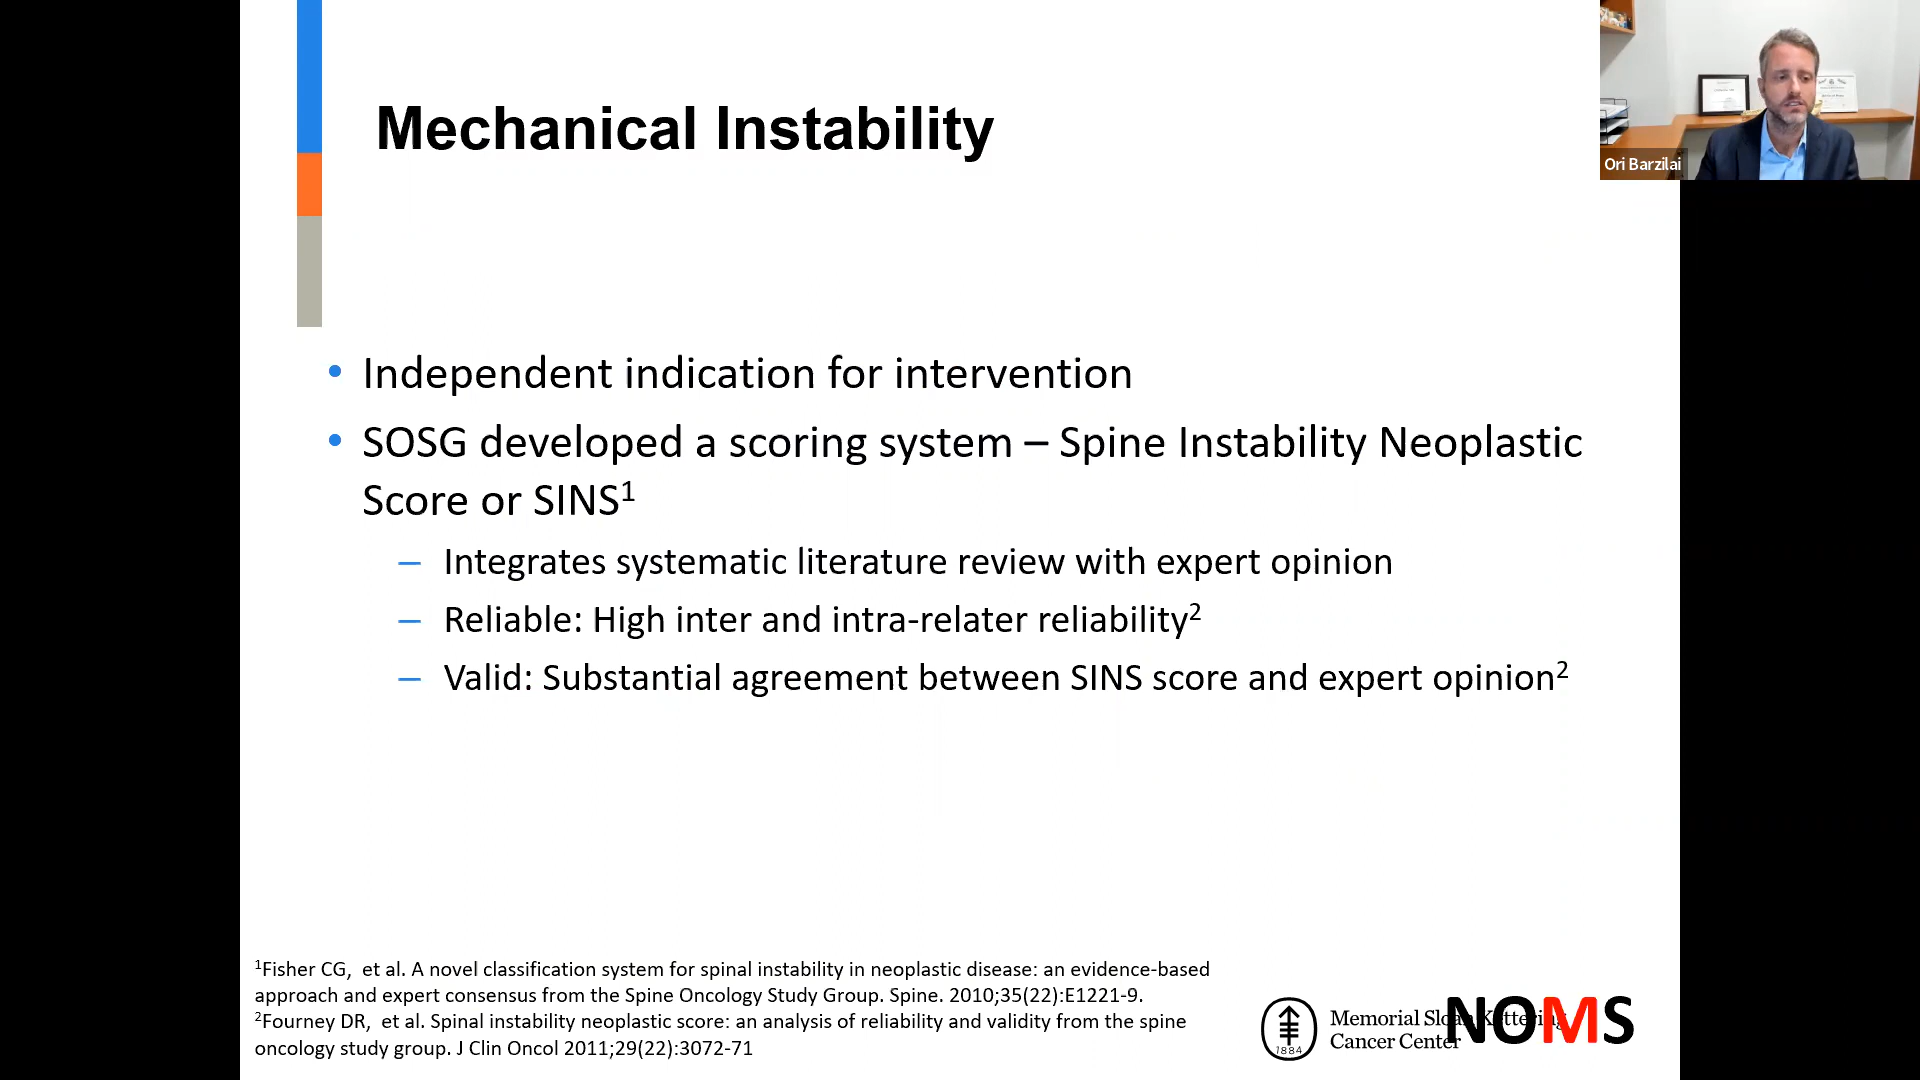 Mechanical Instability
Ori Barzilai
• Independent indication for intervention
• SOSG developed a scoring system – Spine Instability Neoplastic
Score or SINS1
– Integrates systematic literature review with expert opinion
– Reliable: High inter and intra-relater reliability2
– Valid: Substantial agreement between SINS score and expert opinion2
1Fisher CG, et al. A novel classification system for spinal instability in neoplastic disease: an evidence-based
approach and expert consensus from the Spine Oncology Study Group. Spine. 2010;35(22):E1221-9.
2Fourney DR, et al. Spinal instability neoplastic score: an analysis of reliability and validity from the spine
oncology study group. J Clin Oncol 2011;29(22):3072-71
1884
Memorial Sloan Kettering
Cancer Center
NOMS